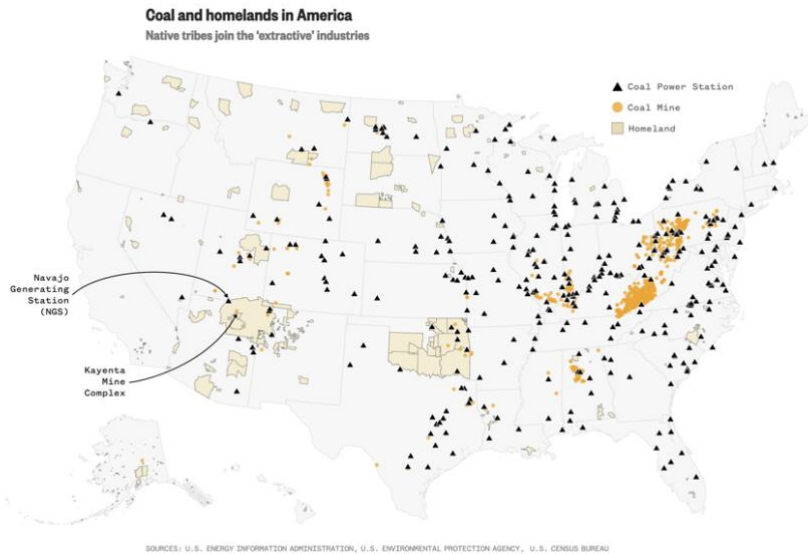 Coal and homelands in America
Native tribes join the ‘extractive’ industries
Coal Power Station
Coal Mine
Homeland
Navajo
Generating
Station
(NGS)
Kayenta
Mine
Complex
SOURCES: U.S. ENERGY INFORMATION ADMINISTRATION, U.S. ENVIRONMENTAL PROTECTION AGENCY, U.S. CENSUS BUREAU